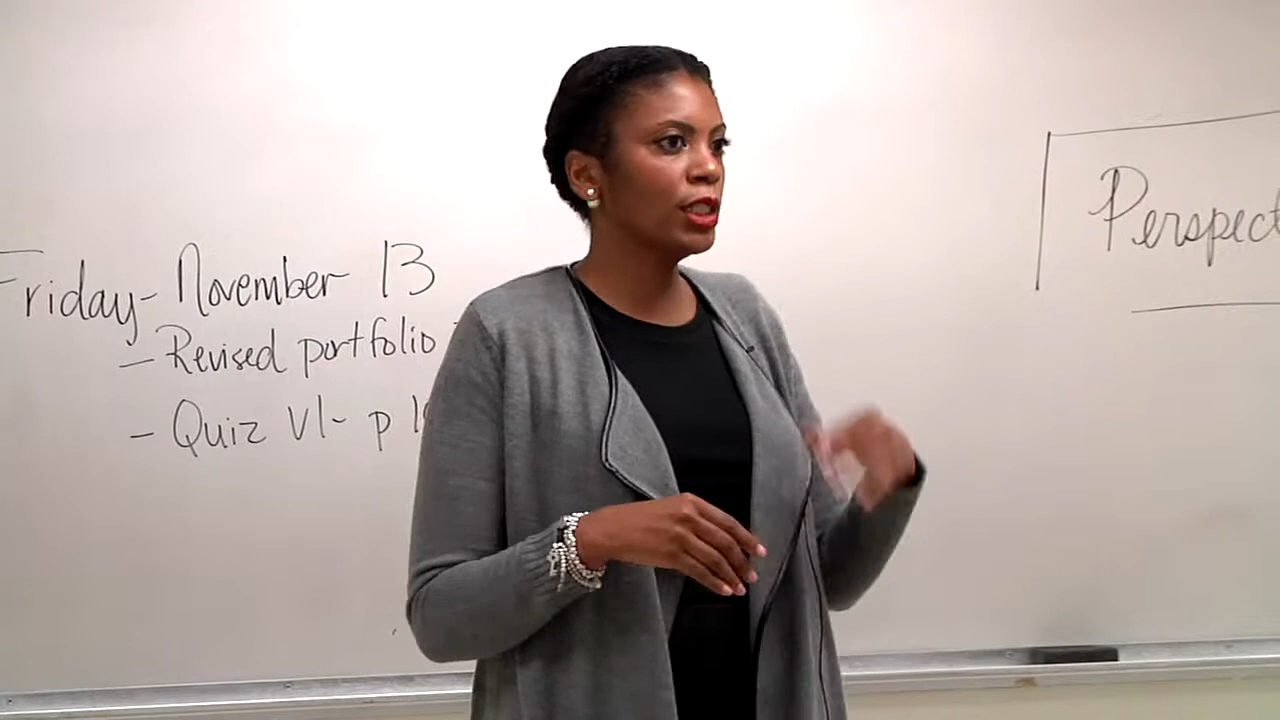 Friday- November 13
- Revised portfolio
- Quiz VI- p
Perspect